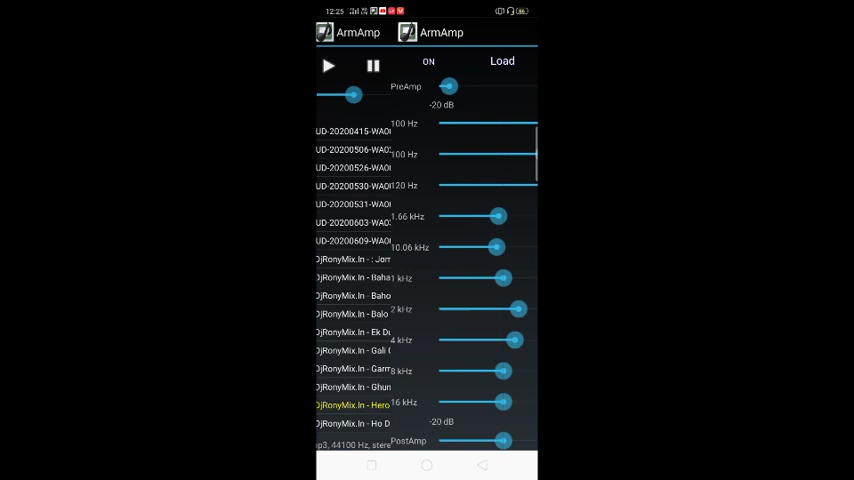 12:25
ArmAmp
ArmAmp
ON
Load
PreAmp
-20 dB
100 Hz
100 Hz
120 Hz
1.66 kHz
10.06 kHz
1 kHz
2 kHz
4 kHz
8 kHz
16 kHz
-20 dB
PostAmp
UD-20200415-WA0
UD-20200506-WA0
UD-20200526-WA0
UD-20200530-WA0
UD-20200531-WA0
UD-20200603-WA0
UD-20200609-WA0
DjRonyMix.In - : Jom
DjRonyMix.In - Baha
DjRonyMix.In - Baho
DjRonyMix.In - Balo
DjRonyMix.In - Ek Du
DjRonyMix.In - Gali
DjRonyMix.In - Garm
DjRonyMix.In - Ghun
DjRonyMix.In - Hero
DjRonyMix.In - Ho D
p3, 44100 Hz, stere